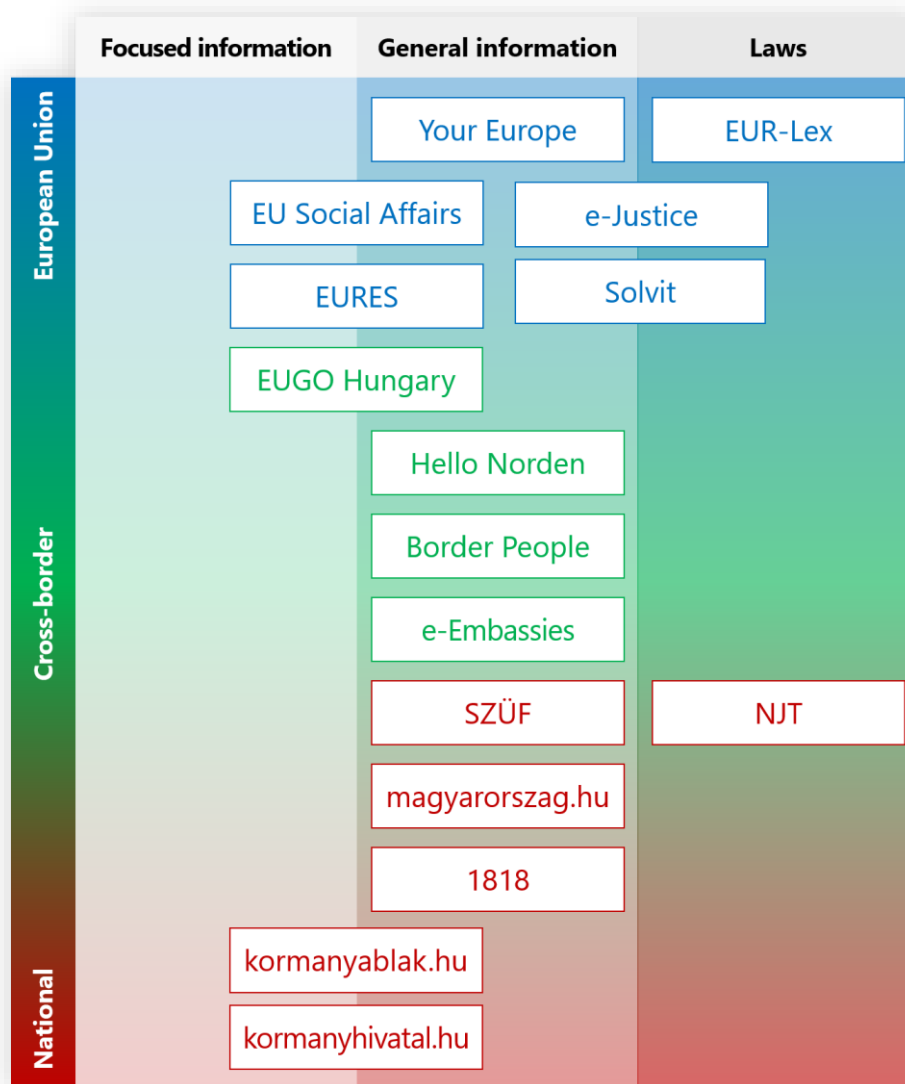 Focused information
General information
Laws
European Union
Your Europe
EUR-Lex
EU Social Affairs
e-Justice
EURES
Solvit
EUGO Hungary
Cross-border
Hello Norden
Border People
e-Embassies
SZÜF
NJT
magyarorszag.hu
1818
National
kormanyablak.hu
kormanyhivatal.hu